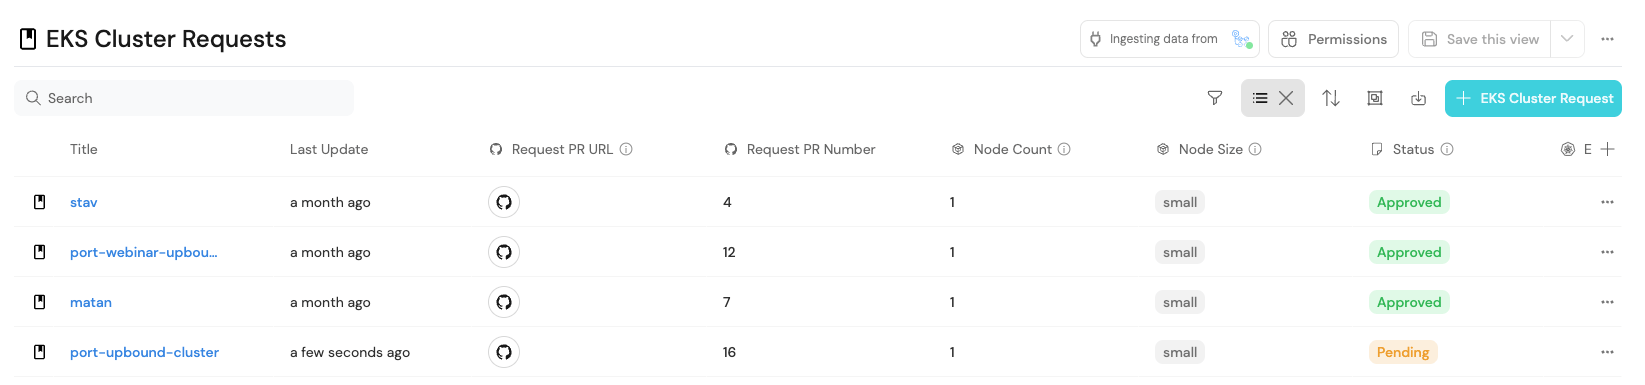 EKS Cluster Requests
Ingesting data from
Permissions
Save this view
Search
EKS Cluster Request
Title Last Update Request PR URL Request PR Number Node Count Node Size Status E
stav a month ago 4 1 small Approved
port-webinar-upbou... a month ago 12 1 small Approved
matan a month ago 7 1 small Approved
port-upbound-cluster a few seconds ago 16 1 small Pending